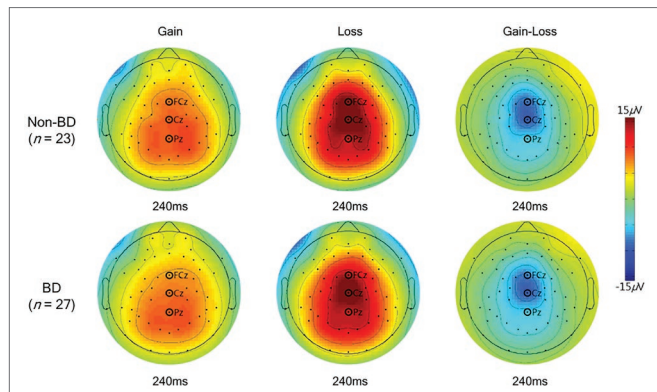 Gain Loss Gain-Loss
Non-BD
(n = 23)
FCz Cz Pz
FCz Cz Pz
FCz Cz Pz
15μV
240ms 240ms 240ms
BD
(n = 27)
FCz Cz Pz
FCz Cz Pz
FCz Cz Pz
-15μV
240ms 240ms 240ms